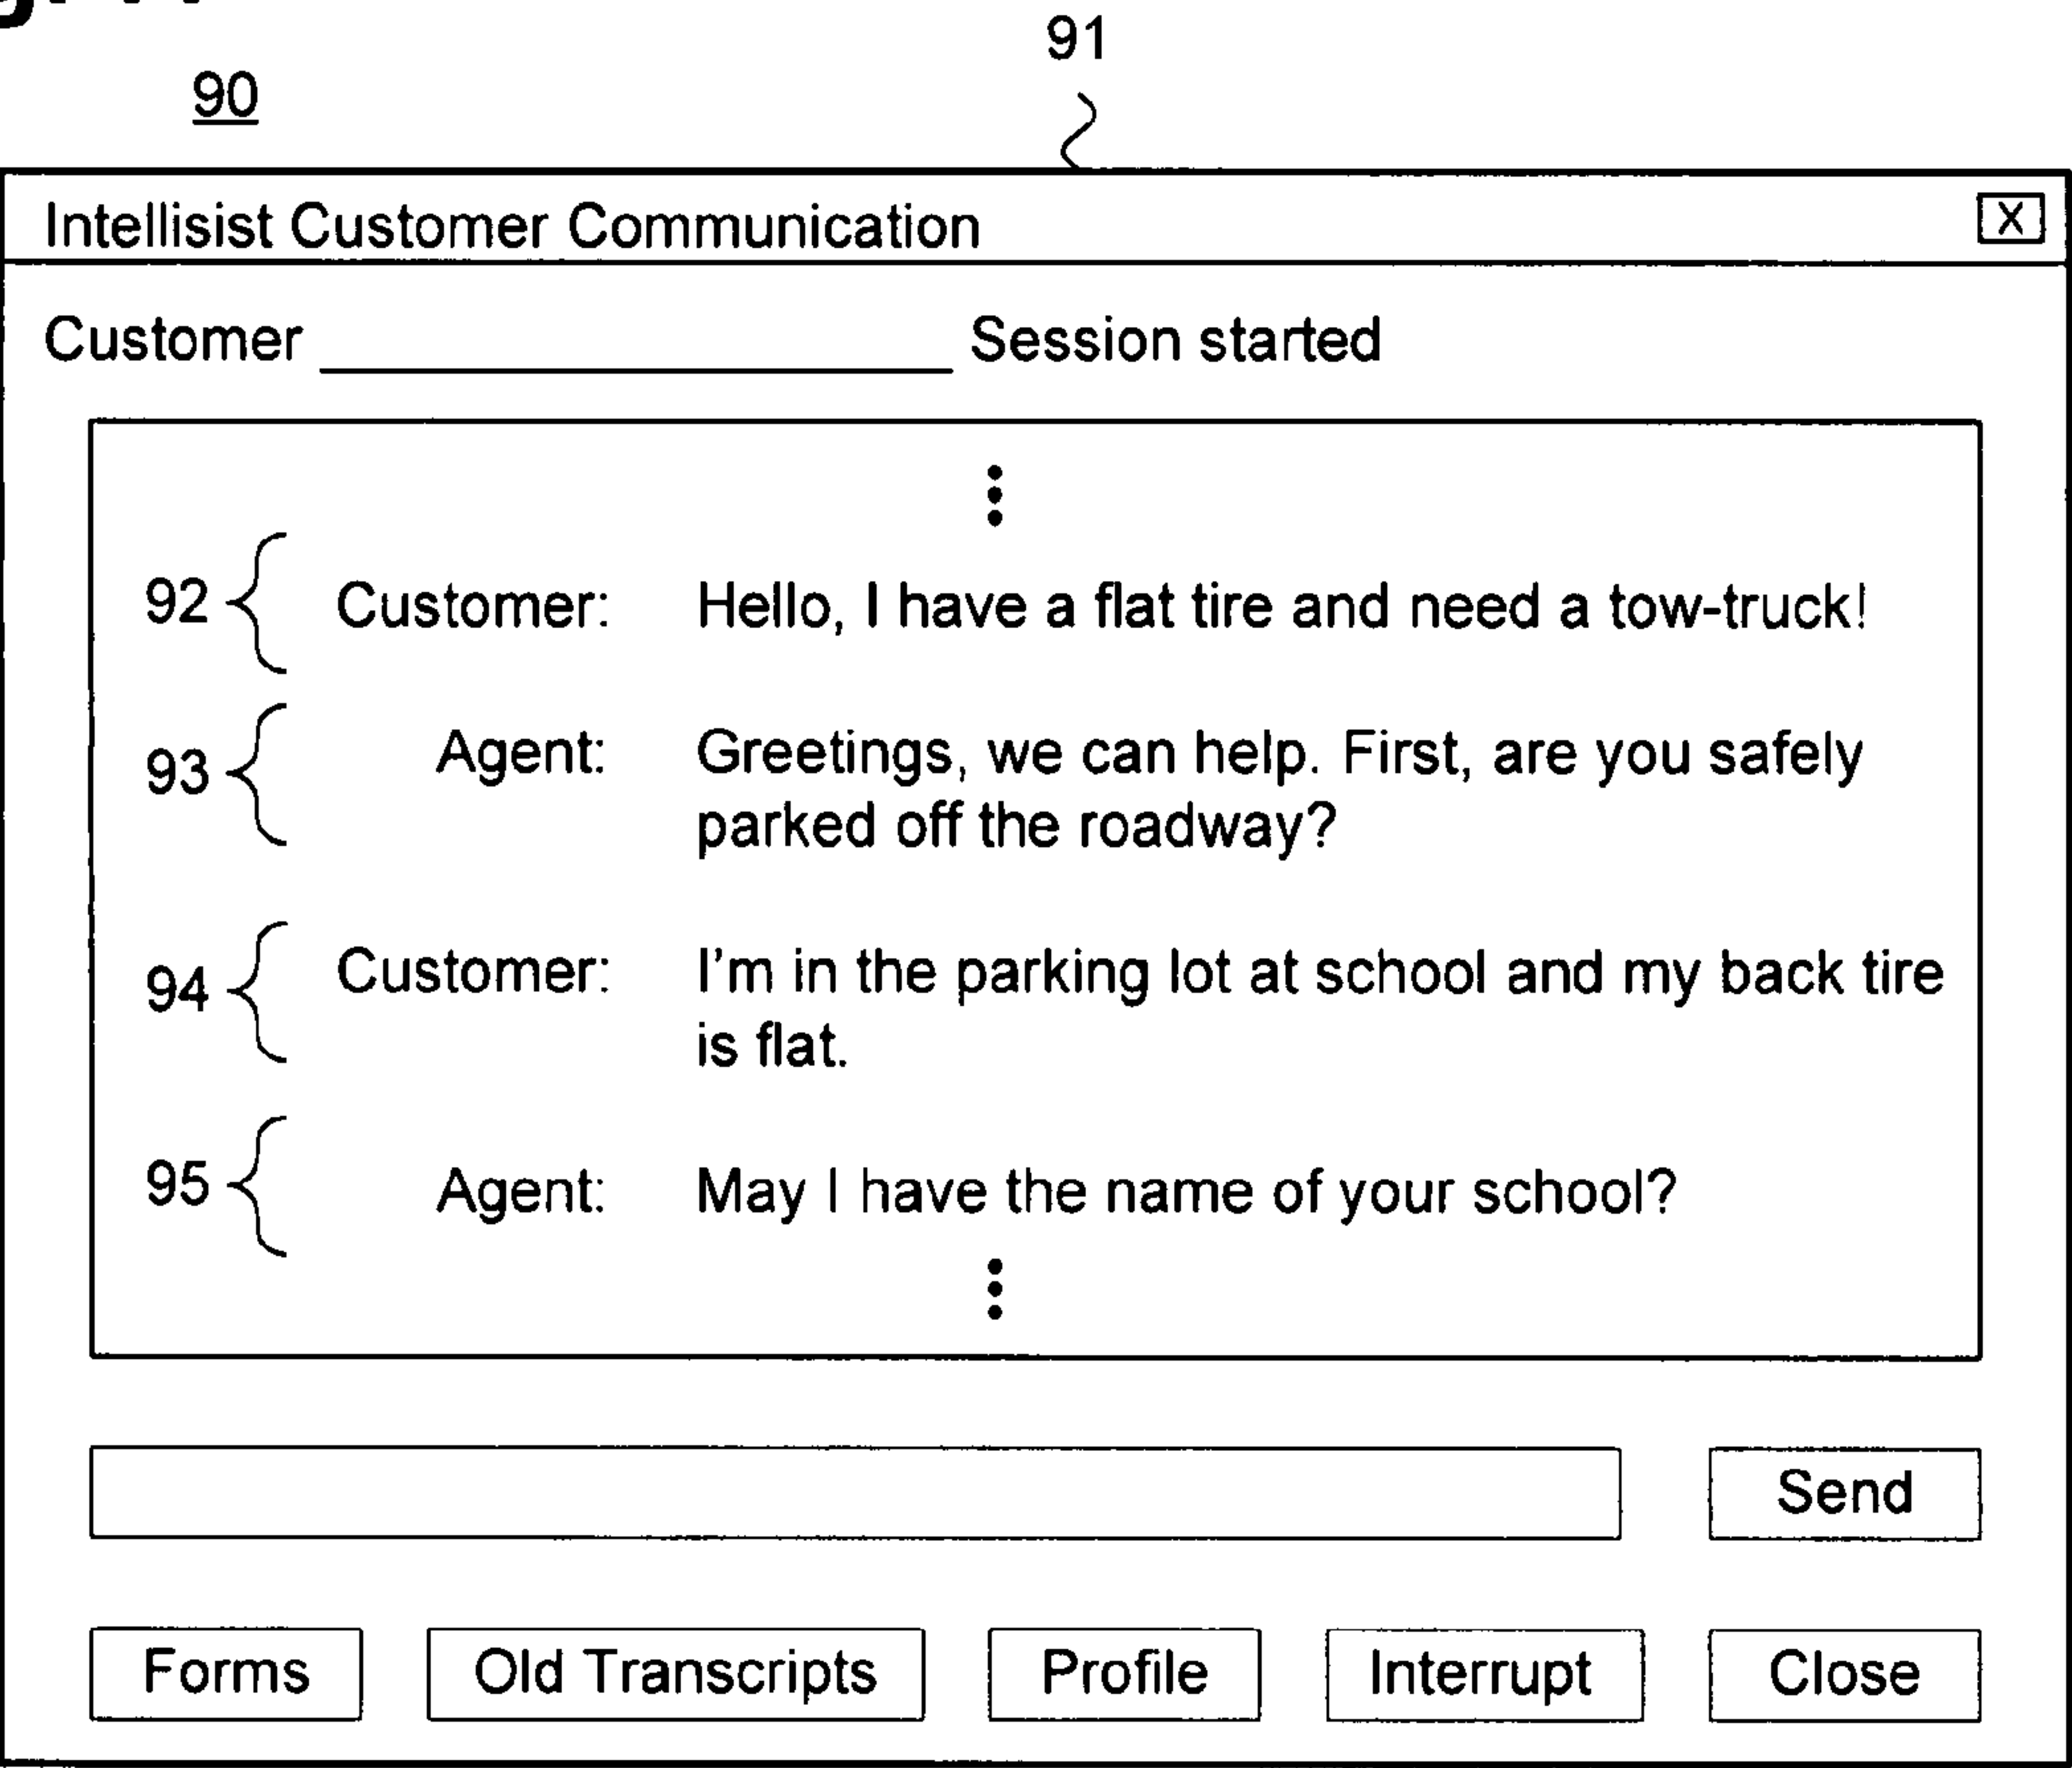 91
90
Intellisist Customer Communication X
Customer Session started
92 Customer: Hello, I have a flat tire and need a tow-truck!
93 Agent: Greetings, we can help. First, are you safely
parked off the roadway?
94 Customer: I'm in the parking lot at school and my back tire
is flat.
95 Agent: May I have the name of your school?
Send
Forms Old Transcripts Profile Interrupt Close